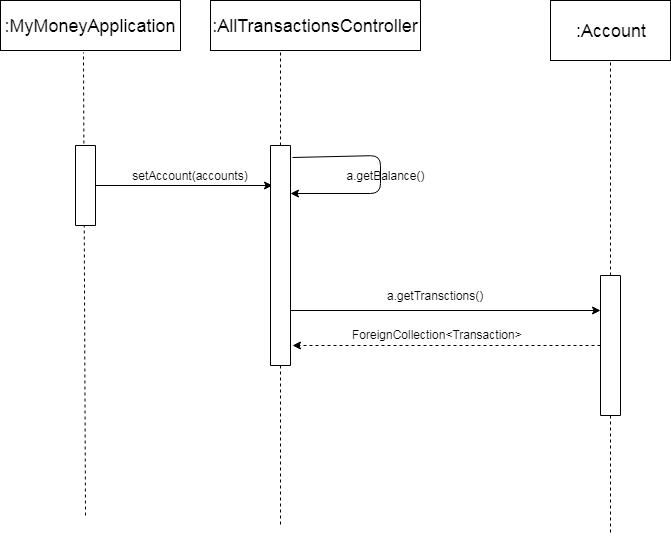 :MyMoneyApplication
:AllTransactionsController
:Account
setAccount(accounts)
a.getBalance()
a.getTransctions()
ForeignCollection<Transaction>